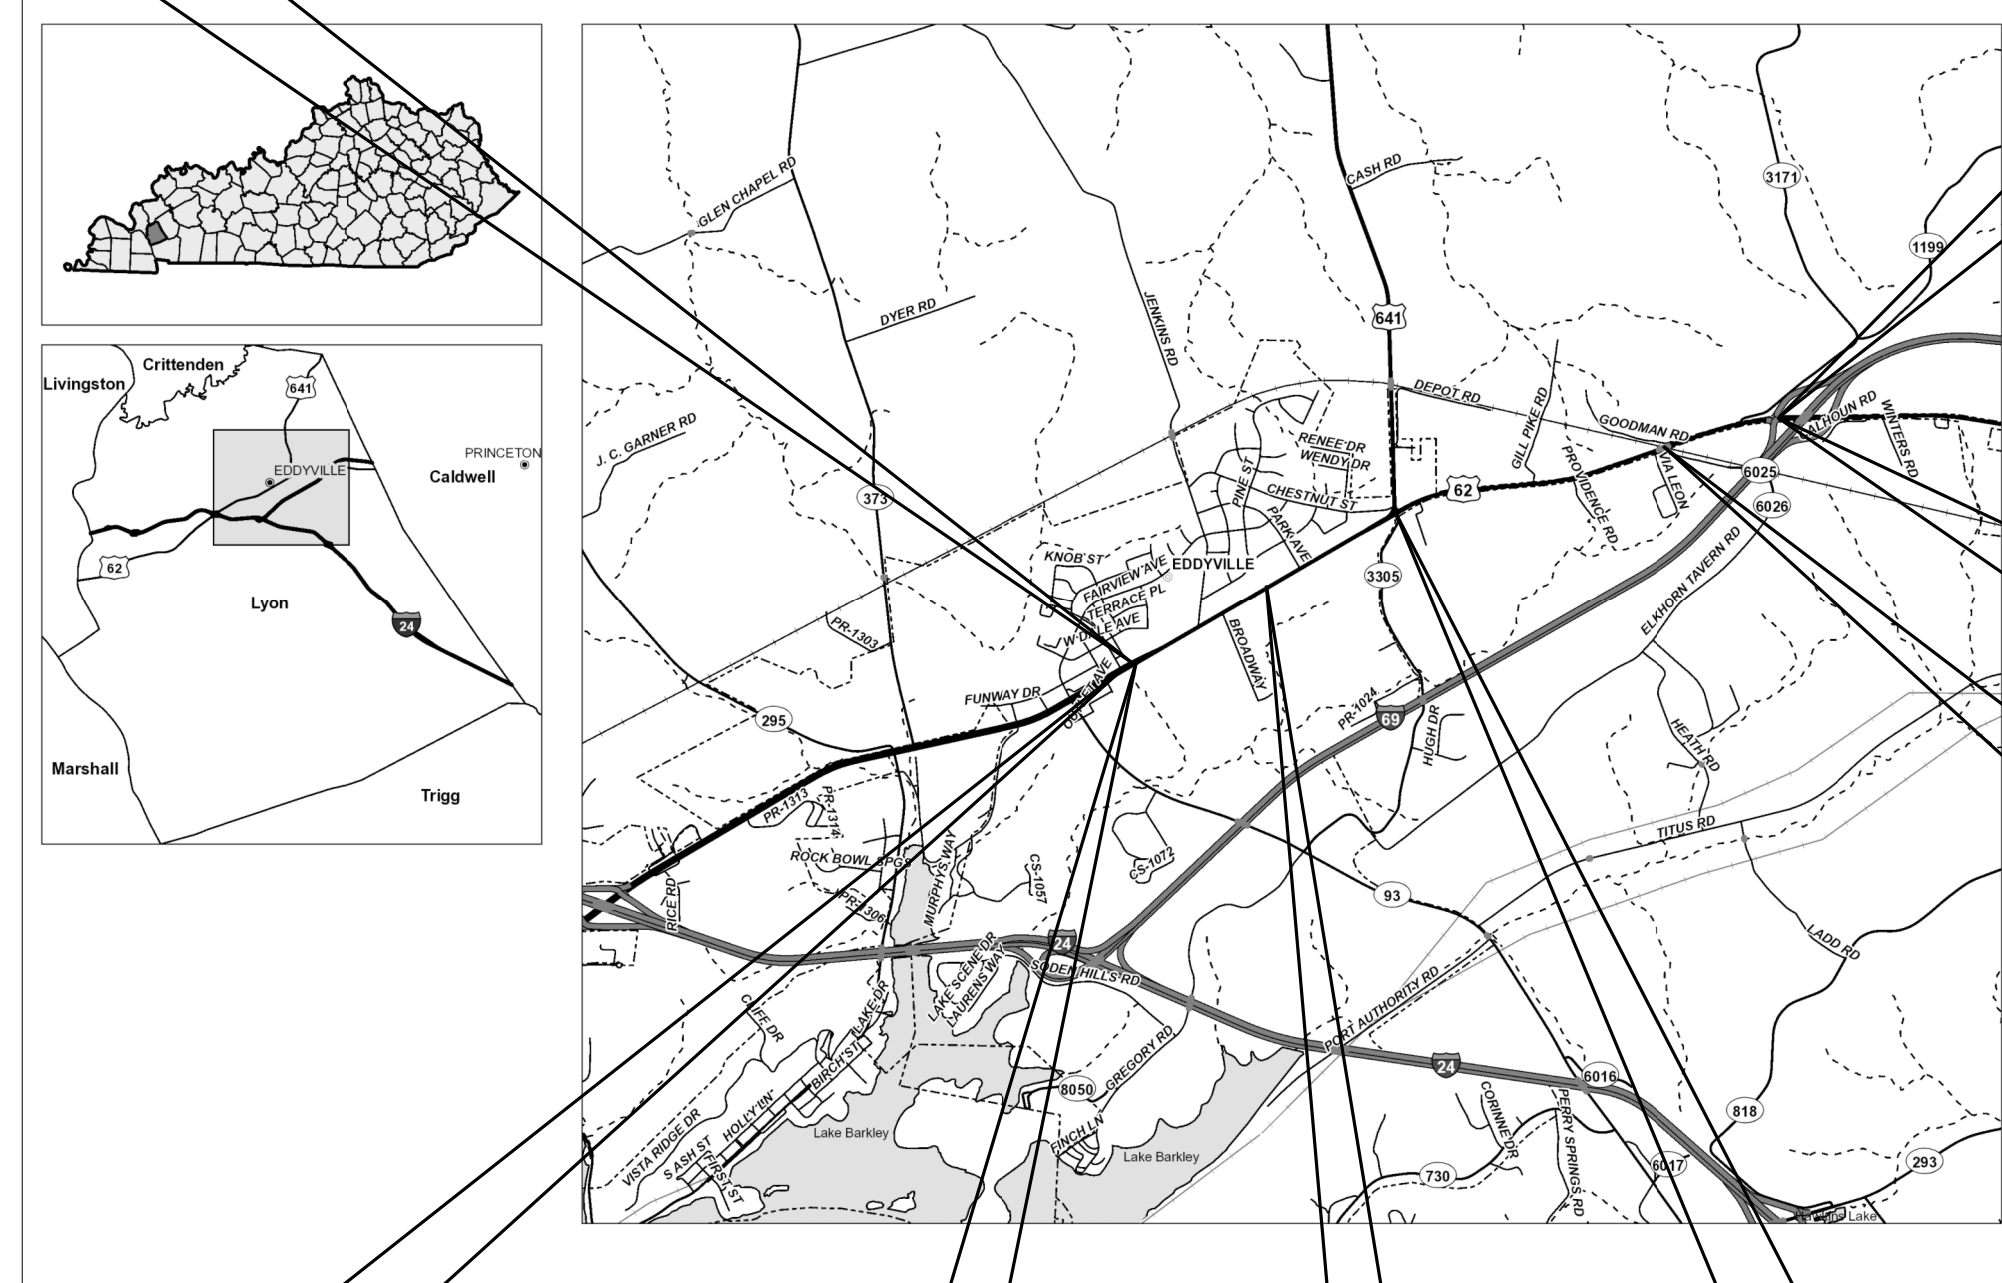 Crittenden
Livingston
641
PRINCETON
EDDYVILLE
Caldwell
62
Lyon
24
Marshall
Trigg
GLEN CHAPEL RD
CASH RD
3171
1199
DYER RD
JENKINS RD
641
DEPOT RD
GILL PIKE RD
GOODMAN RD
WINTERS RD
J. C. GARNER RD
RENEE DR
WENDY DR
PINE ST
CHESTNUT ST
PARK AVE
62
PROVIDENCE RD
VIA LEON
6025
6026
373
KNOB ST
FAIRVIEW AVE
EDDYVILLE
TERRACE PL
W DALE AVE
3305
ELKHORN TAVERN RD
PR-1303
BROADWAY
FUNWAY DR
295
PR-1024
69
HUGH DR
HEATH RD
PR-1313
PR-1314
TITUS RD
ROCK BOWL SPGS
MURPHYS WAY
CS-1057
CS-1072
RICE RD
93
24
LADD RD
LAKE SCENE DR
LAURENS WAY
SODEN HILLS RD
CLIFF DR
LAKE DR
PORT AUTHORITY RD
BIRCH ST
GREGORY RD
24
8050
6016
HOLLY LN
VISTA RIDGE DR
S ASH ST
FIRST ST
Lake Barkley
FINCH LN
Lake Barkley
CORINE DR
PERRY SPRINGS RD
818
730
6017
293
Hawkins Lake